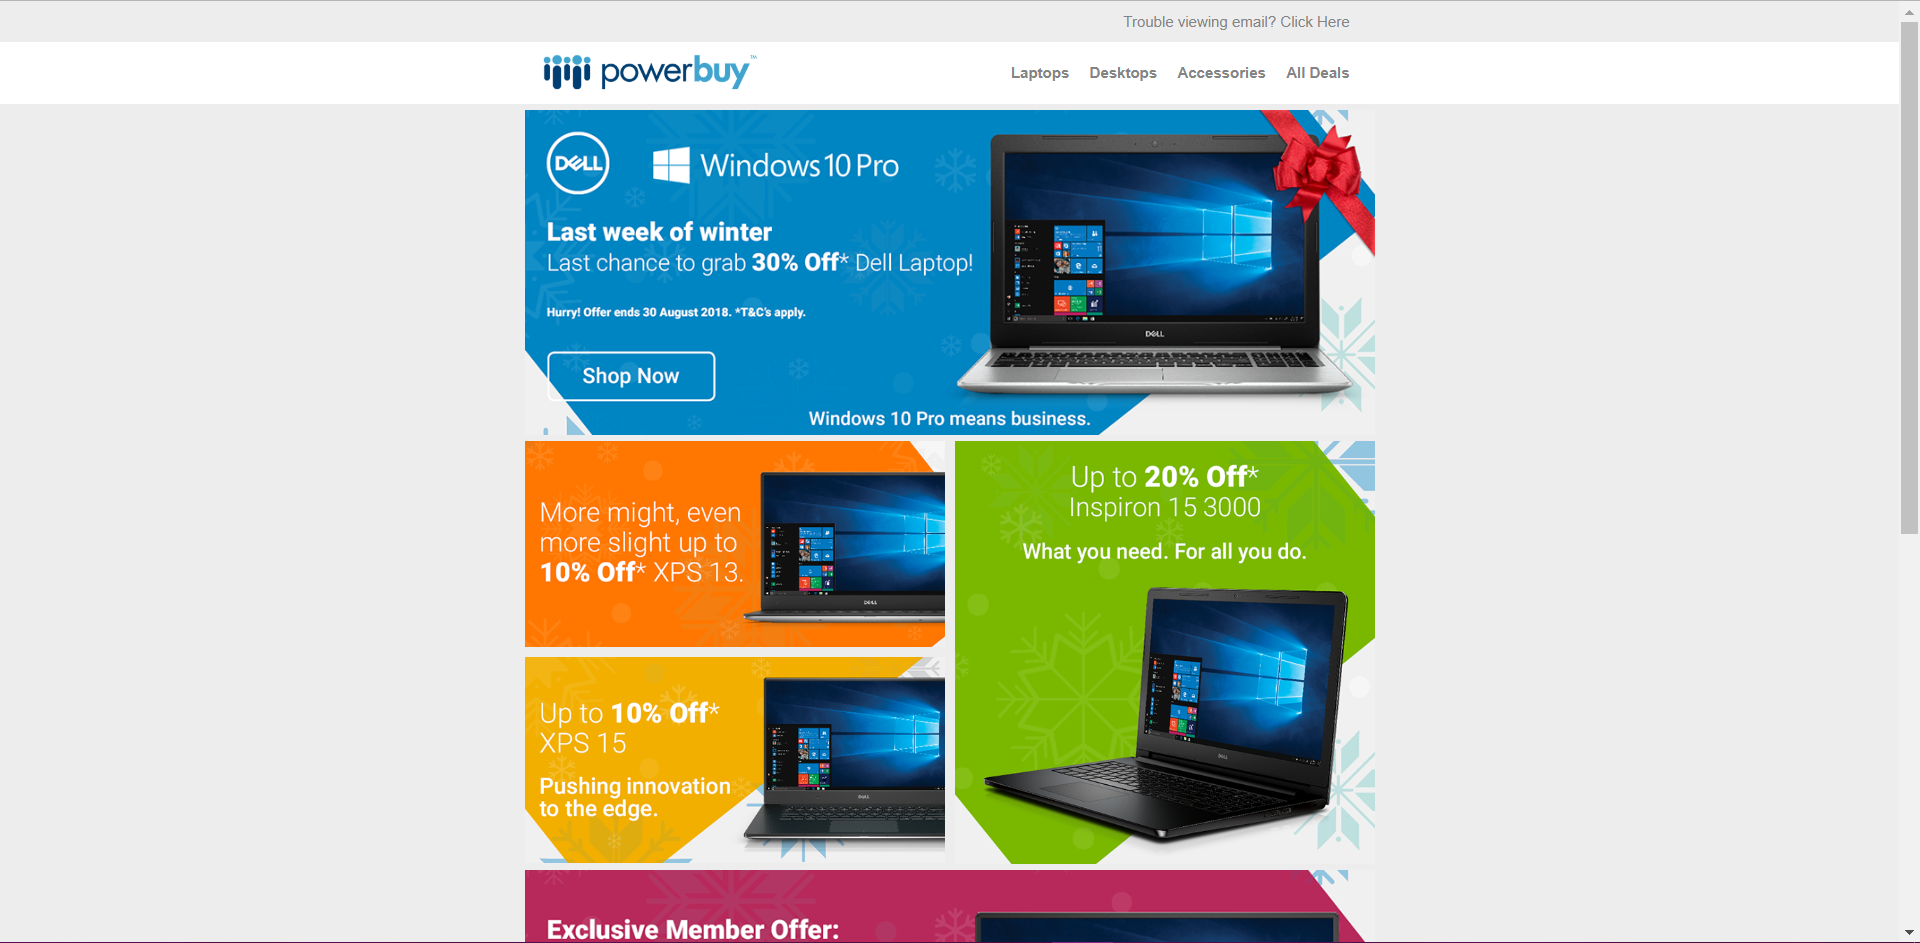 Trouble viewing email? Click Here
powerbuy™
Laptops Desktops Accessories All Deals
DELL
Windows 10 Pro
Last week of winter
Last chance to grab 30% Off* Dell Laptop!
Hurry! Offer ends 30 August 2018. *T&C's apply.
Shop Now
DELL
Windows 10 Pro means business.
More might, even
more slight up to
10% Off* XPS 13.
DELL
Up to 20% Off*
Inspiron 15 3000
What you need. For all you do.
DELL
Up to 10% Off*
XPS 15
Pushing innovation
to the edge.
DELL
Exclusive Member Offer: